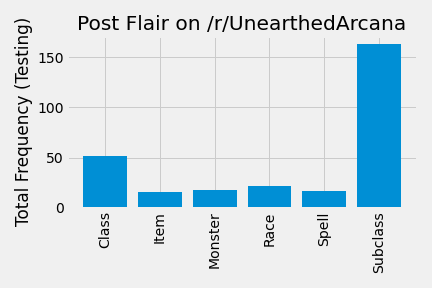 Post Flair on /r/UnearthedArcana
Total Frequency (Testing)
150
100
50
0
Class
Item
Monster
Race
Spell
Subclass